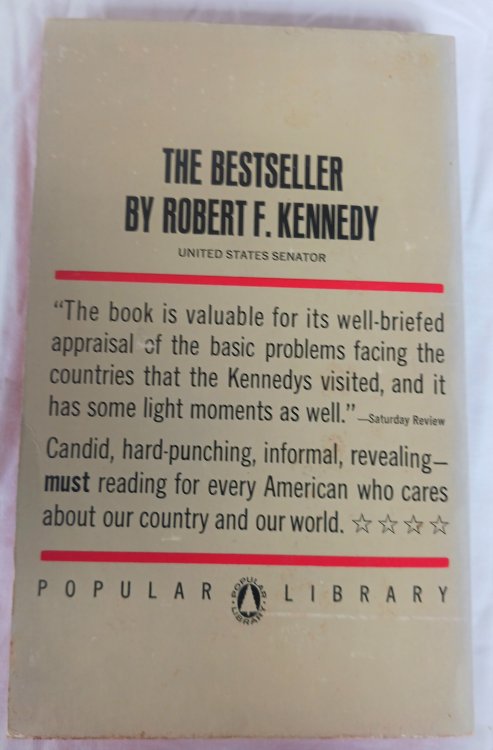 THE BESTSELLER
BY ROBERT F. KENNEDY
UNITED STATES SENATOR
“The book is valuable for its well-briefed
appraisal of the basic problems facing the
countries that the Kennedys visited, and it
has some light moments as well.” —Saturday Review
Candid, hard-punching, informal, revealing—
must reading for every American who cares
about our country and our world. ☆☆☆☆
POPULAR LIBRARY
POPULAR LIBRARY